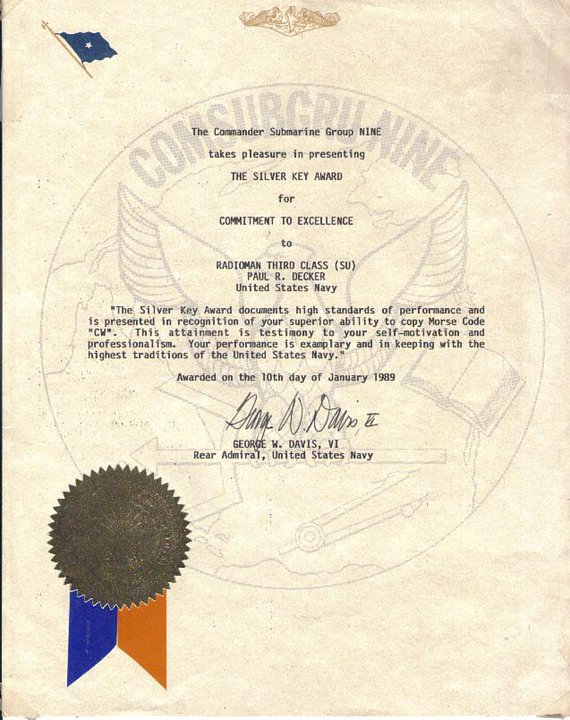 COMSUBGRU NINE
The Commander Submarine Group NINE
takes pleasure in presenting
THE SILVER KEY AWARD
for
COMMITMENT TO EXCELLENCE
to
RADIOMAN THIRD CLASS (SU)
PAUL R. DECKER
United States Navy
"The Silver Key Award documents high standards of performance and
is presented in recognition of your superior ability to copy Morse Code
"CW". This attainment is testimony to your self-motivation and
professionalism. Your performance is examplary and in keeping with the
highest traditions of the United States Navy."
Awarded on the 10th day of January 1989
George W. Davis VI
GEORGE W. DAVIS, VI
Rear Admiral, United States Navy